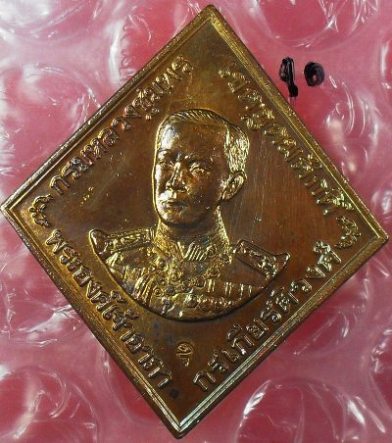 กรมหลวงชุมพร
เขตรอุดมศักดิ์
พระองค์เจ้าอาภา
กรเกียรติวงศ์